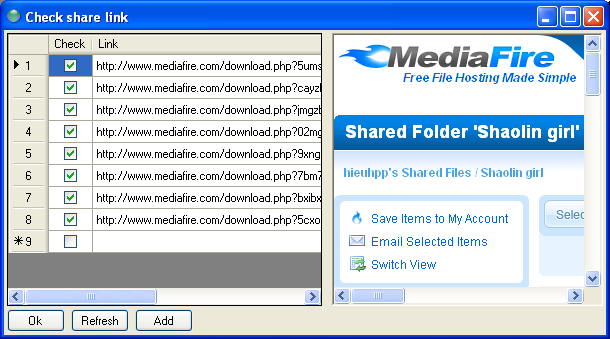 Check share link
Check Link
1 http://www.mediafire.com/download.php?5ums
2 http://www.mediafire.com/download.php?cayzl
3 http://www.mediafire.com/download.php?jmgzb
4 http://www.mediafire.com/download.php?02mg
5 http://www.mediafire.com/download.php?9xng
6 http://www.mediafire.com/download.php?7bm7
7 http://www.mediafire.com/download.php?bxibx
8 http://www.mediafire.com/download.php?5cxo
9
MediaFire
Free File Hosting Made Simple
Shared Folder 'Shaolin girl'
hieuhpp's Shared Files / Shaolin girl
Save Items to My Account
Email Selected Items
Switch View
Selec
Ok Refresh Add